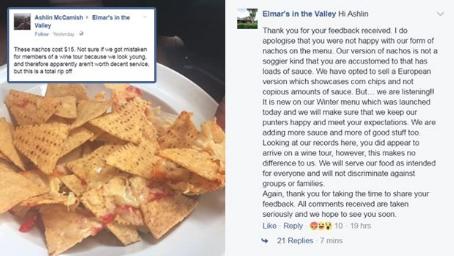 Ashlin McCarnish ▸ Elmar's in the
Valley
Follow · Yesterday
These nachos cost $15. Not sure if we got mistaken
for members of a wine tour because we look young,
and therefore apparently aren't worth decent service,
but this is a total rip off
Elmar's in the Valley Hi Ashlin
Thank you for your feedback received. I do
apologise that you were not happy with our form of
nachos on the menu. Our version of nachos is not a
soggier kind that you are accustomed to that has
loads of sauce. We have opted to sell a European
version which showcases corn chips and not
copious amounts of sauce. But… we are listening!!
It is new on our Winter menu which was launched
today and we will make sure that we keep our
punters happy and meet your expectations. We are
adding more sauce and more of good stuff too.
Looking at our records here, you did appear to
arrive on a wine tour, however, this makes no
difference to us. We will serve our food as intended
for everyone and will not discriminate against
groups or families.
Again, thank you for taking the time to share your
feedback. All comments received are taken
seriously and we hope to see you soon.
Like · Reply · 10 · 19 hrs
21 Replies · 7 mins